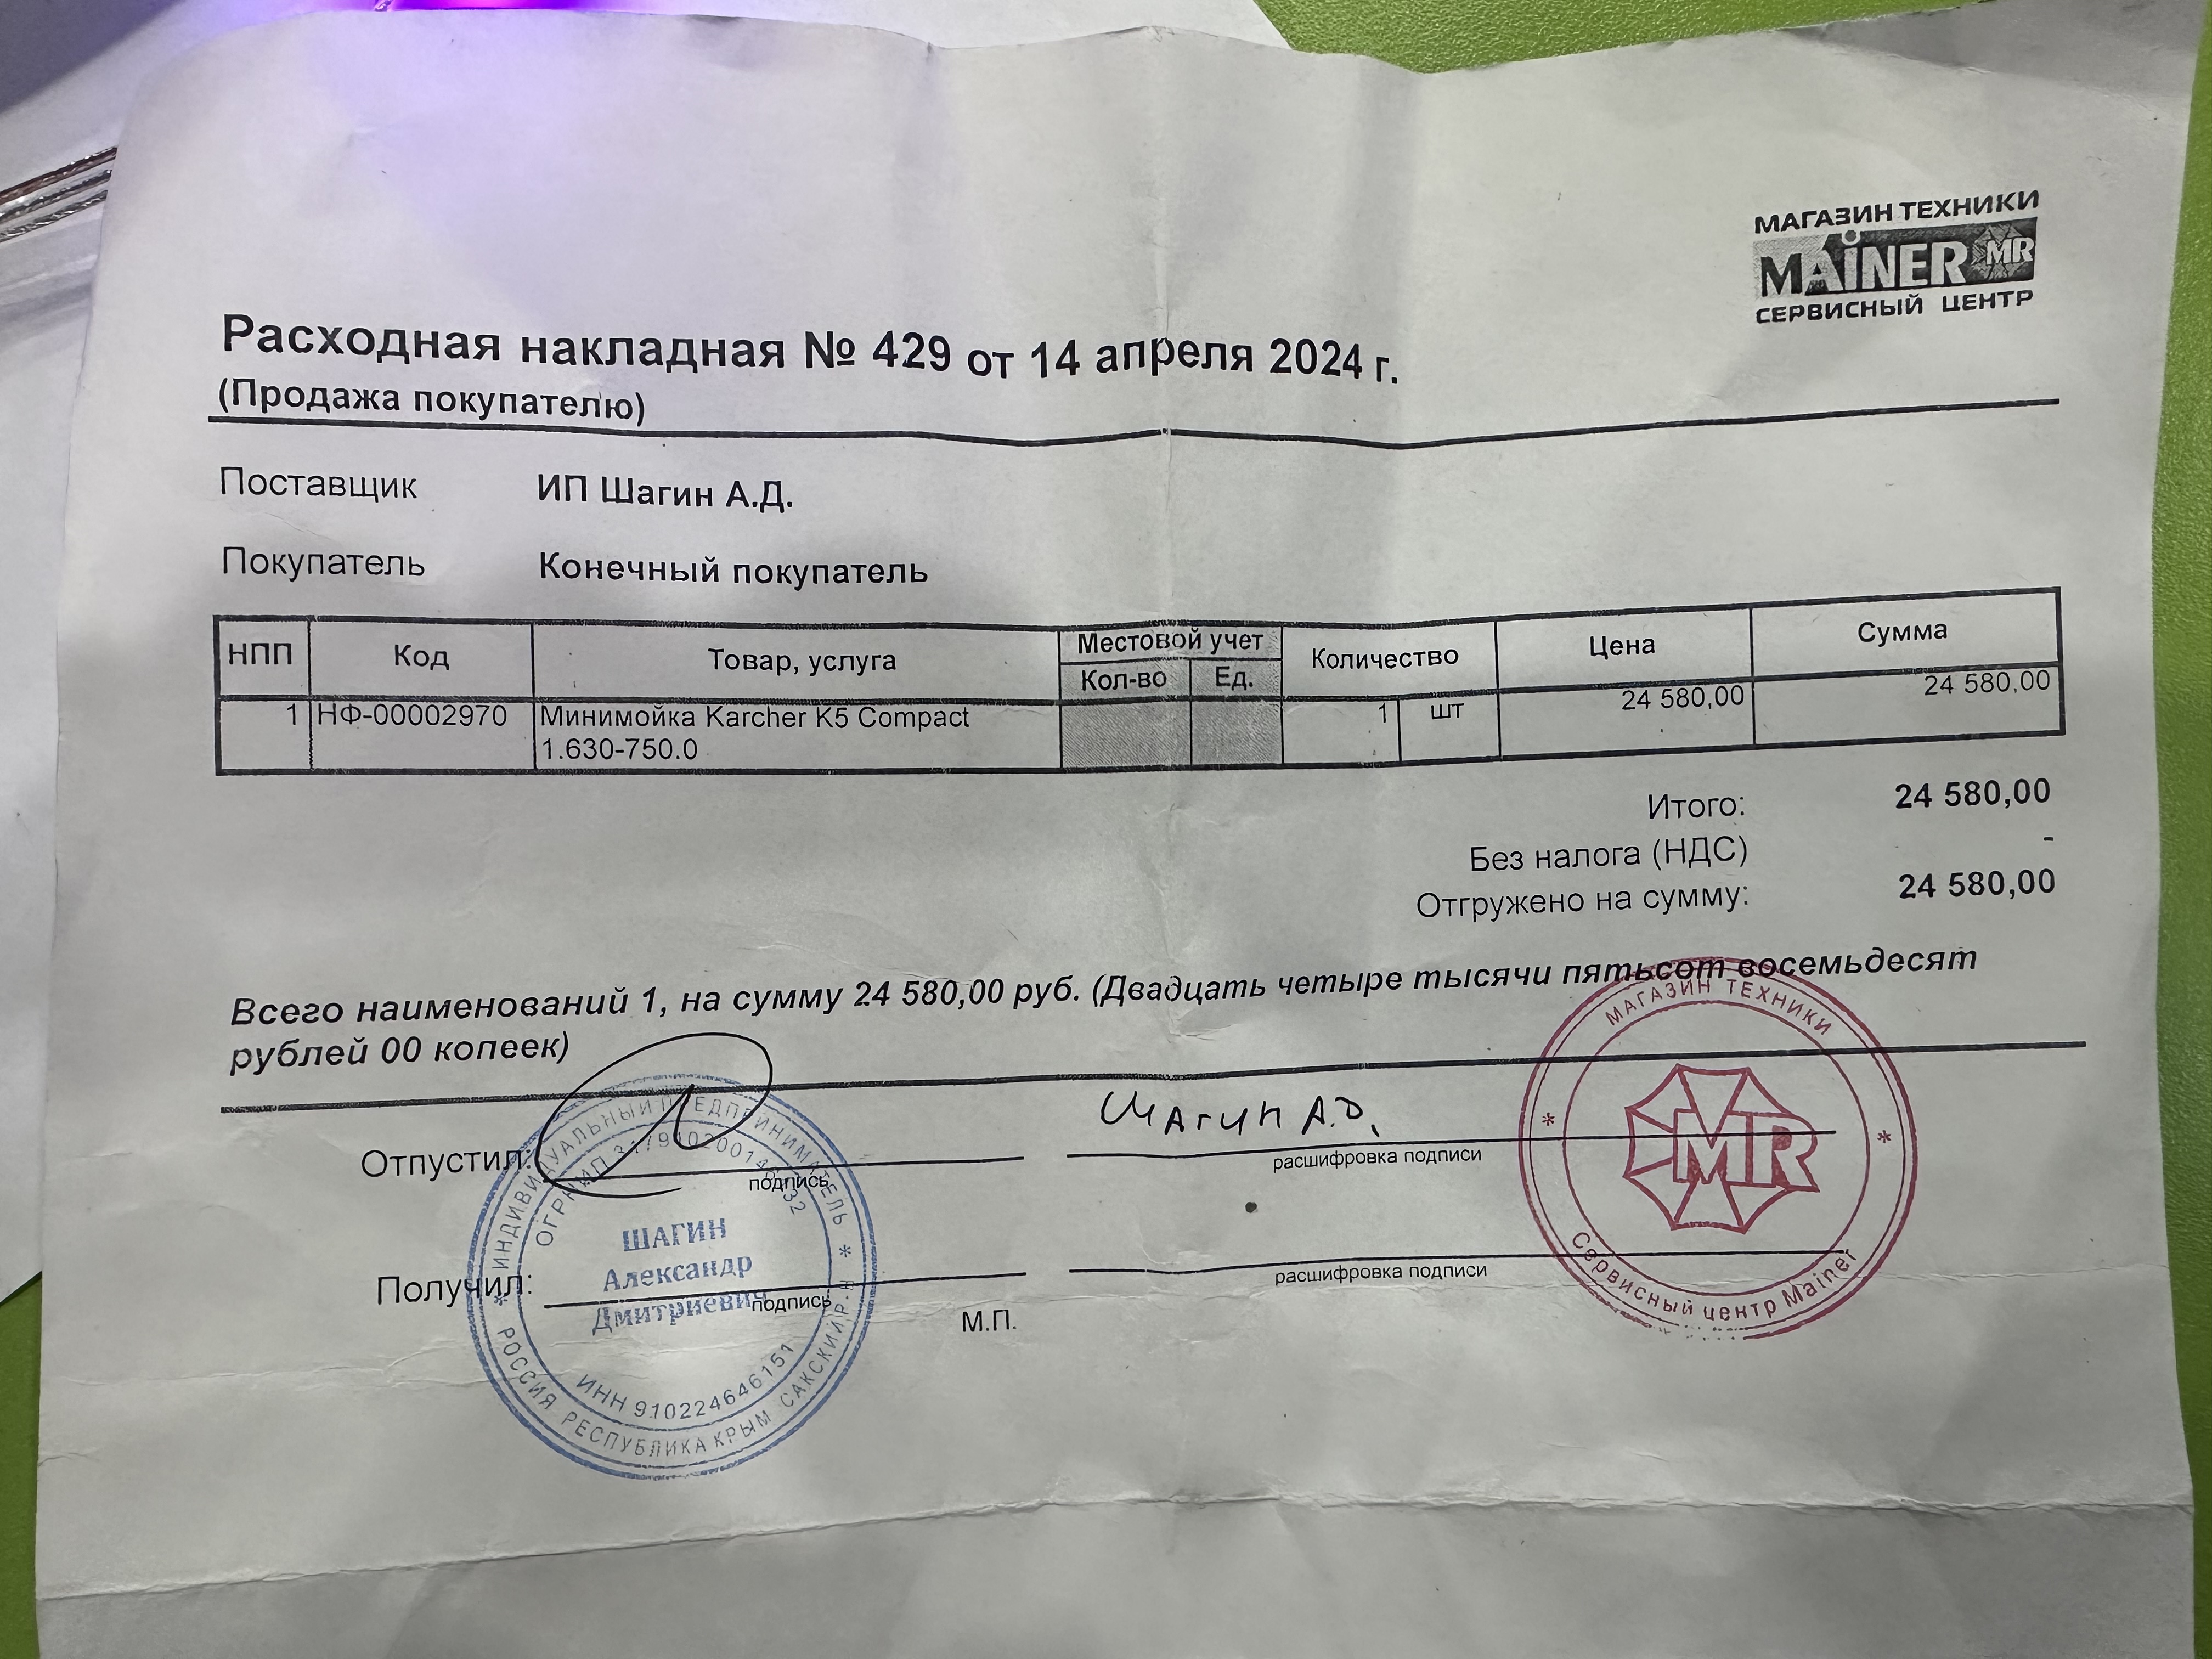 МАГАЗИН ТЕХНИКИ
MAiNER MR
СЕРВИСНЫЙ ЦЕНТР
Расходная накладная № 429 от 14 апреля 2024 г.
(Продажа покупателю)
Поставщик ИП Шагин А.Д.
Покупатель Конечный покупатель
НПП Код Товар, услуга Местовой учет Количество Цена Сумма
Кол-во Ед.
1 НФ-00002970 Минимойка Karcher K5 Compact 1 шт 24 580,00 24 580,00
1.630-750.0
Итого: 24 580,00
Без налога (НДС) -
Отгружено на сумму: 24 580,00
Всего наименований 1, на сумму 24 580,00 руб. (Двадцать четыре тысячи пятьсот восемьдесят
рублей 00 копеек)
Отпустил: Шагин А.Д.
подпись расшифровка подписи
Получил:
подпись расшифровка подписи
М.П.
ИНДИВИДУАЛЬНЫЙ ПРЕДПРИНИМАТЕЛЬ
ОГРНИП
ШАГИН
Александр
Дмитриевич
ИНН 910224646151
РОССИЯ РЕСПУБЛИКА КРЫМ САКСКИЙ Р-Н
МАГАЗИН ТЕХНИКИ
MR
Сервисный центр Mainer